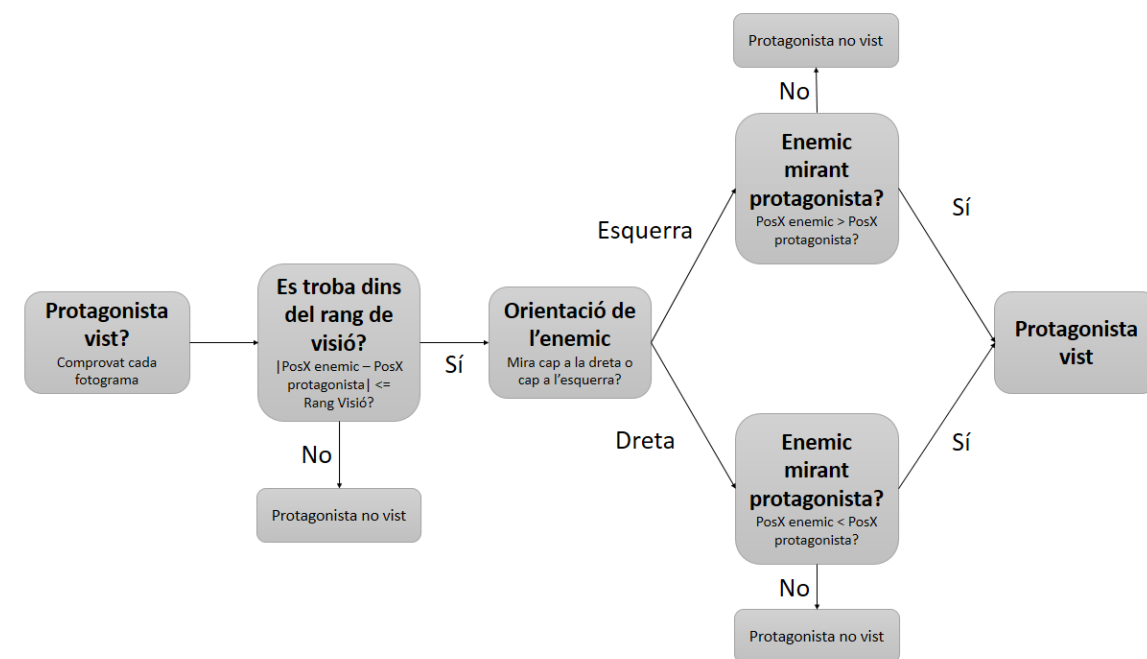 Protagonista no vist
No
Enemic
mirant
protagonista?
PosX enemic > PosX
protagonista?
Esquerra
Sí
Protagonista
vist?
Comprovat cada
fotograma
Es troba dins
del rang de
visió?
|PosX enemic – PosX
protagonista| <=
Rang Visió?
Sí
Orientació de
l'enemic
Mira cap a la dreta o
cap a l'esquerra?
Protagonista
vist
No
Protagonista no vist
Dreta
Enemic
mirant
protagonista?
PosX enemic < PosX
protagonista?
Sí
No
Protagonista no vist